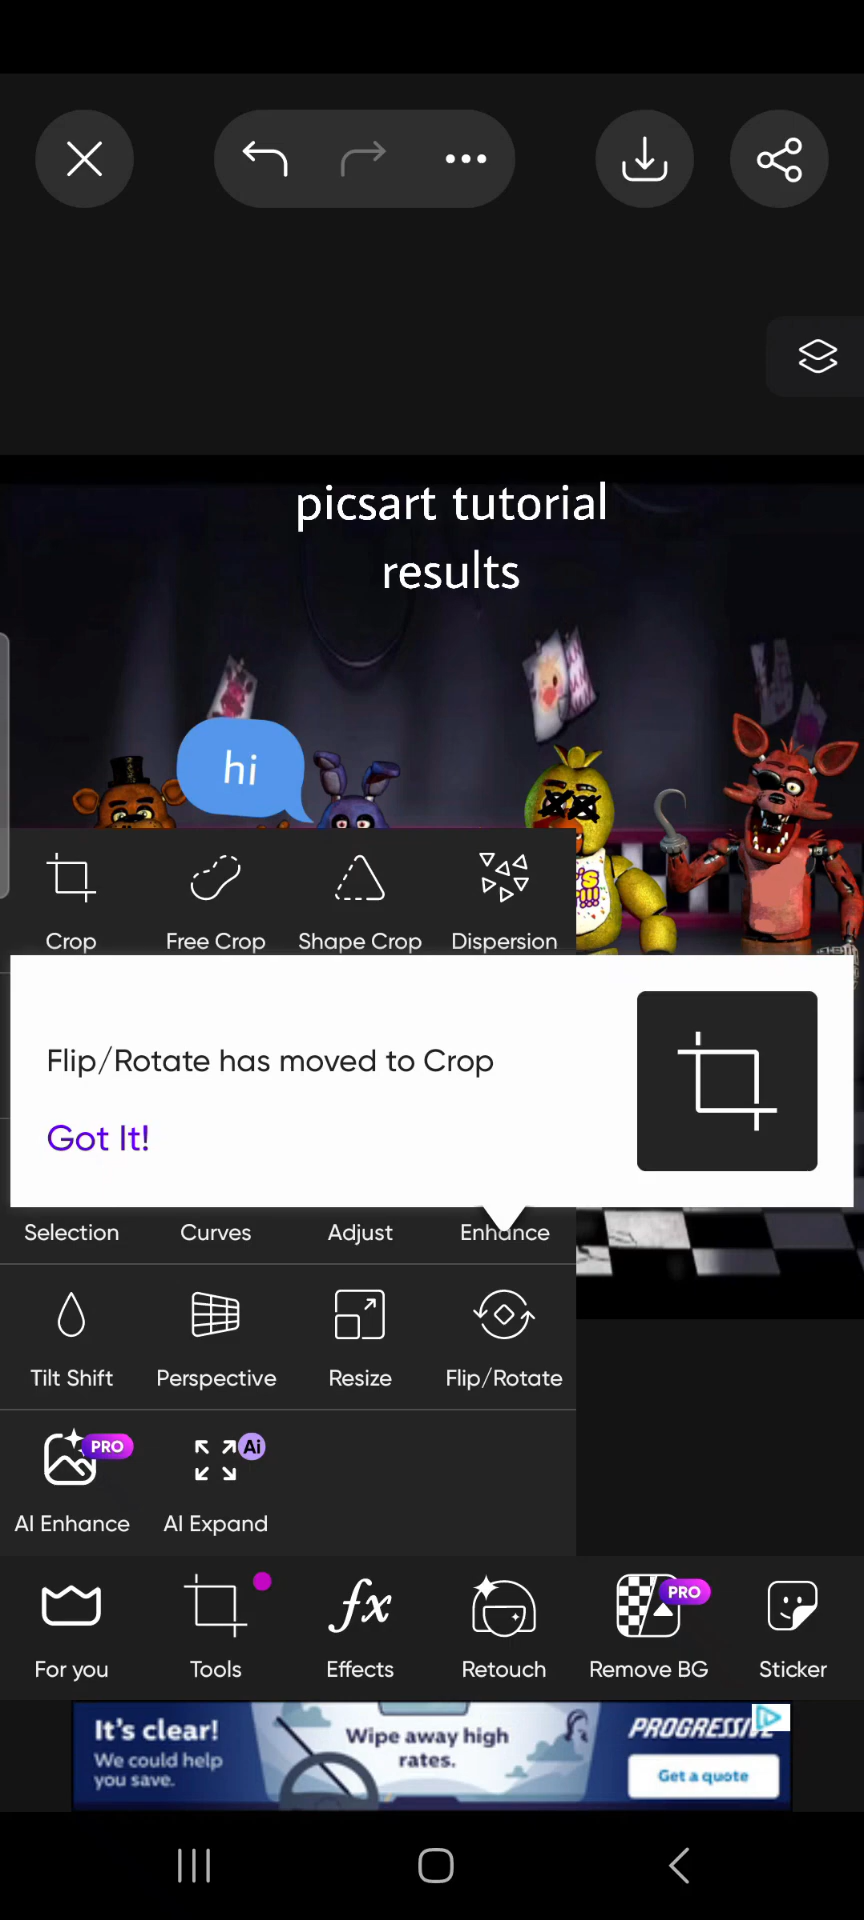 picsart tutorial
results
hi
Crop
Free Crop
Shape Crop
Dispersion
Flip/Rotate has moved to Crop
Got It!
Selection
Curves
Adjust
Enhance
Tilt Shift
Perspective
Resize
Flip/Rotate
PRO
Ai
AI Enhance
AI Expand
fx
PRO
For you
Tools
Effects
Retouch
Remove BG
Sticker
It's clear!
We could help
you save.
Wipe away high
rates.
PROGRESSIVE
Get a quote